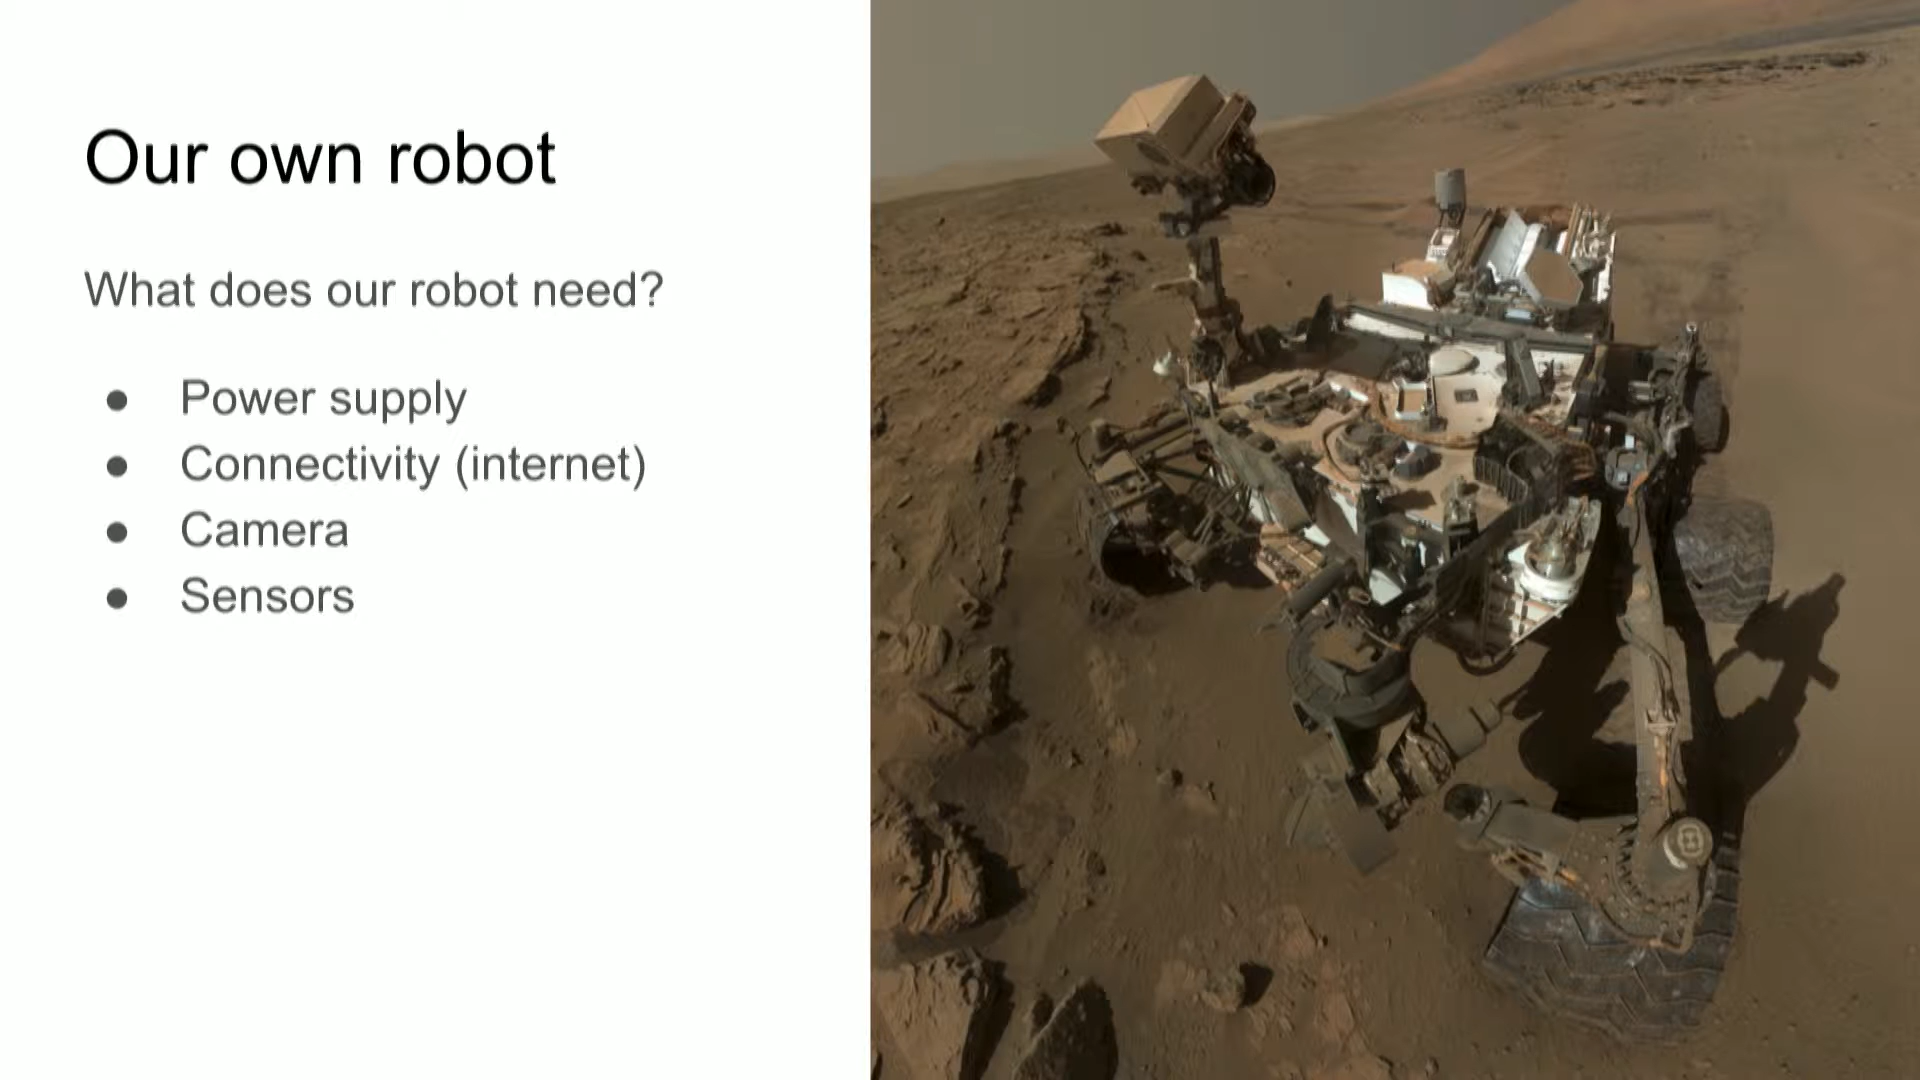 Our own robot
What does our robot need?
● Power supply
● Connectivity (internet)
● Camera
● Sensors